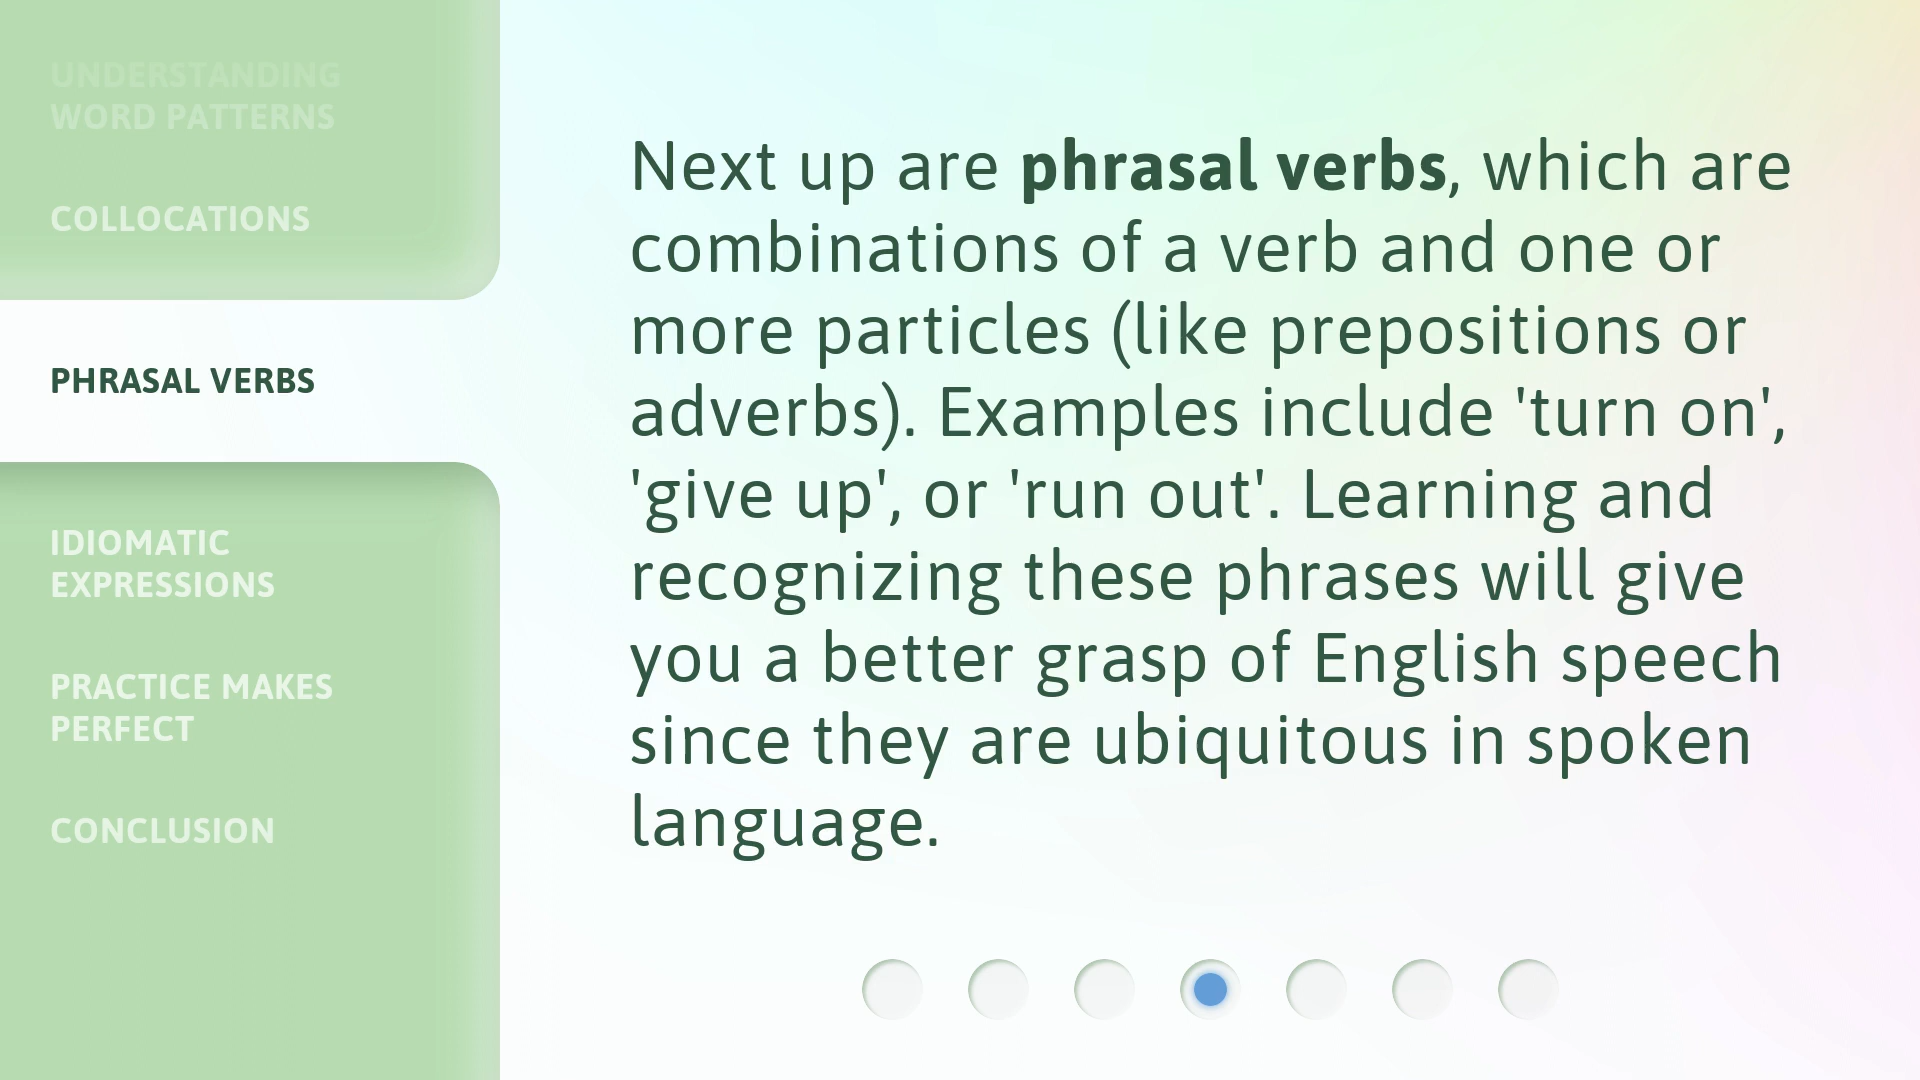 UNDERSTANDING
WORD PATTERNS
COLLOCATIONS
PHRASAL VERBS
IDIOMATIC
EXPRESSIONS
PRACTICE MAKES
PERFECT
CONCLUSION
Next up are phrasal verbs, which are
combinations of a verb and one or
more particles (like prepositions or
adverbs). Examples include 'turn on',
'give up', or 'run out'. Learning and
recognizing these phrases will give
you a better grasp of English speech
since they are ubiquitous in spoken
language.